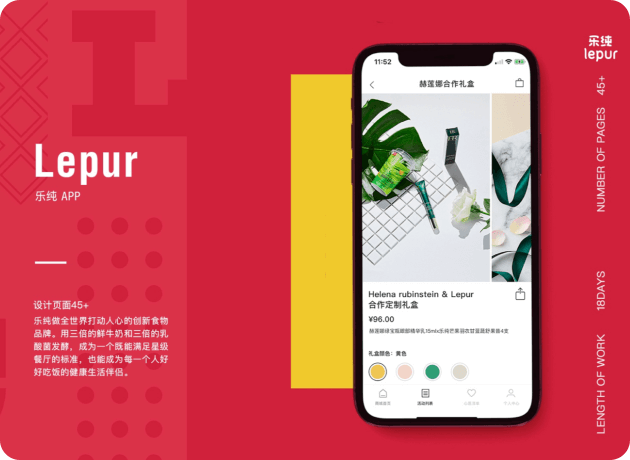 Lepur
乐纯 APP
设计页面45+
乐纯做全世界打动人心的创新食物
品牌。用三倍的鲜牛奶和三倍的乳
酸菌发酵，成为一个既能满足星级
餐厅的标准，也能成为每一个人好
好吃饭的健康生活伴侣。
11:52
赫莲娜合作礼盒
Helena rubinstein & Lepur
合作定制礼盒
¥96.00
礼盒颜色：黄色
乐纯
lepur
NUMBER OF PAGES 45+
LENGTH OF WORK 18DAYS